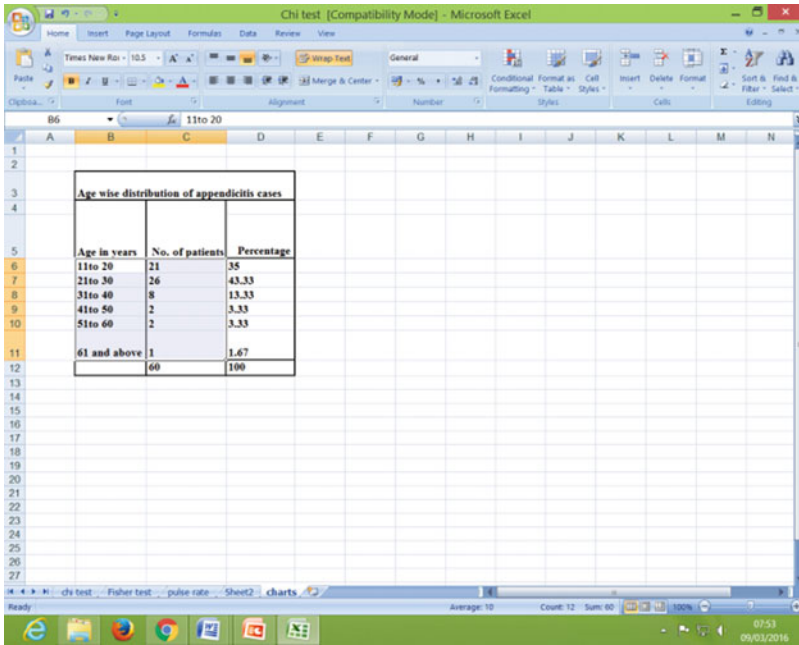 Chi test [Compatibility Mode] - Microsoft Excel
Home Insert Page Layout Formulas Data Review View
Times New Ror 10.5 A A Wrap Text General
Paste B I U A Merge & Center % Conditional Formatting Format as Table Cell Styles Insert Delete Format Sort & Filter Find & Select
Clipboa... Font Alignment Number Styles Cells Editing
B6 fx 11to 20
A B C D E F G H I J K L M N
1
2
3 Age wise distribution of appendicitis cases
4
5 Age in years No. of patients Percentage
6 11to 20 21 35
7 21to 30 26 43.33
8 31to 40 8 13.33
9 41to 50 2 3.33
10 51to 60 2 3.33
11 61 and above 1 1.67
12 60 100
13
14
15
16
17
18
19
20
21
22
23
24
25
26
27
chi test Fisher test pulse rate Sheet2 charts
Ready Average: 10 Count: 12 Sum: 60 100%
07:53
09/03/2016